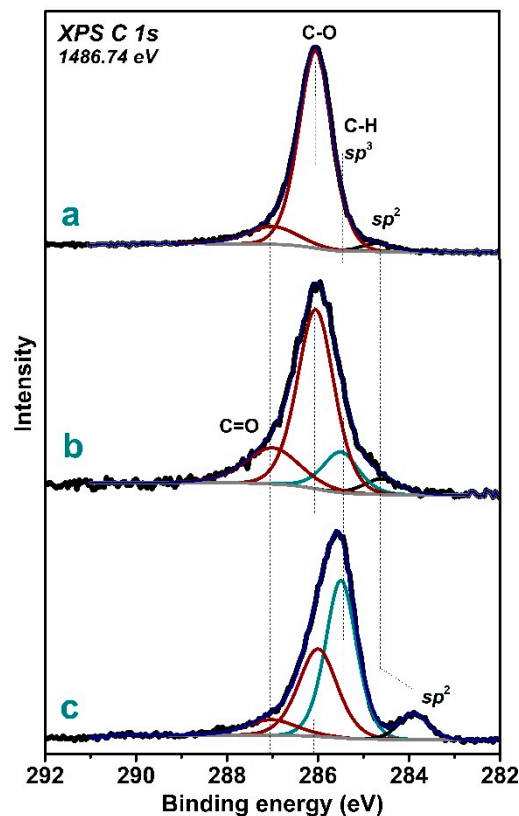 XPS C 1s
1486.74 eV
C-O
C-H
sp³
sp²
a
Intensity
C=O
b
sp²
c
292 290 288 286 284 282
Binding energy (eV)